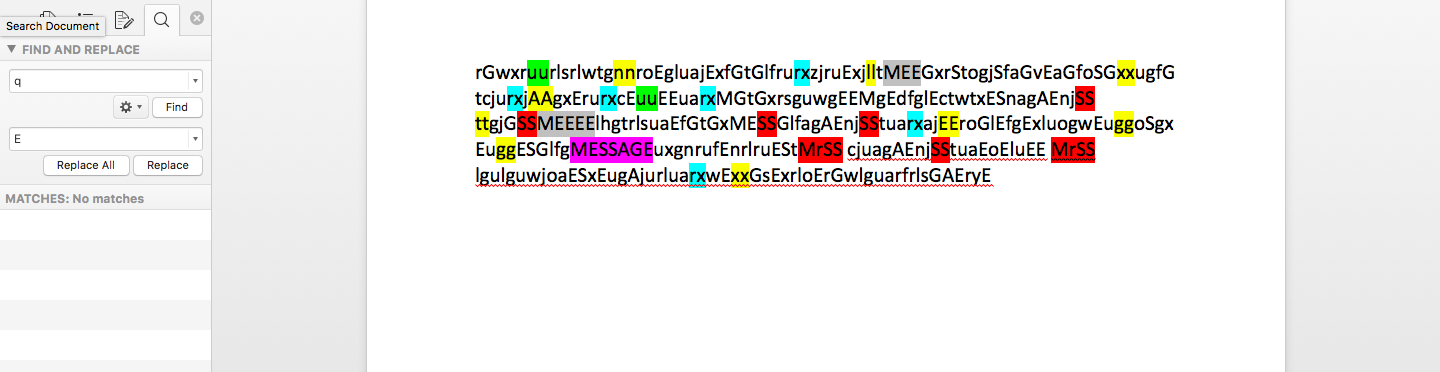 Search Document
FIND AND REPLACE
q
Find
E
Replace All
Replace
MATCHES: No matches
rGwxruurlsrlwtgnnroEgluajExfGtGlfrurxzjruExjlltMEEGxrStogjSfaGvEaGfoSGxxugfG
tcjurxjAAgxErurxcEuuEEuarxMGtGxrsguwgEEMgEdfglEctwtxESnagAEnjSS
ttgjGSSMEEEElhgtrlsuaEfGtGxMESSGlfagAEnjSStuarxajEEroGlEfgExluogwEuggoSgx
EuggESGlfgMESSAGEuxgnrufEnrlruEStMrSS cjuagAEnjSStuaEoEluEE MrSS
lgulguwjoaESxEugAjurluarxwExxGsExrloErGwlguarfrlsGAEryE